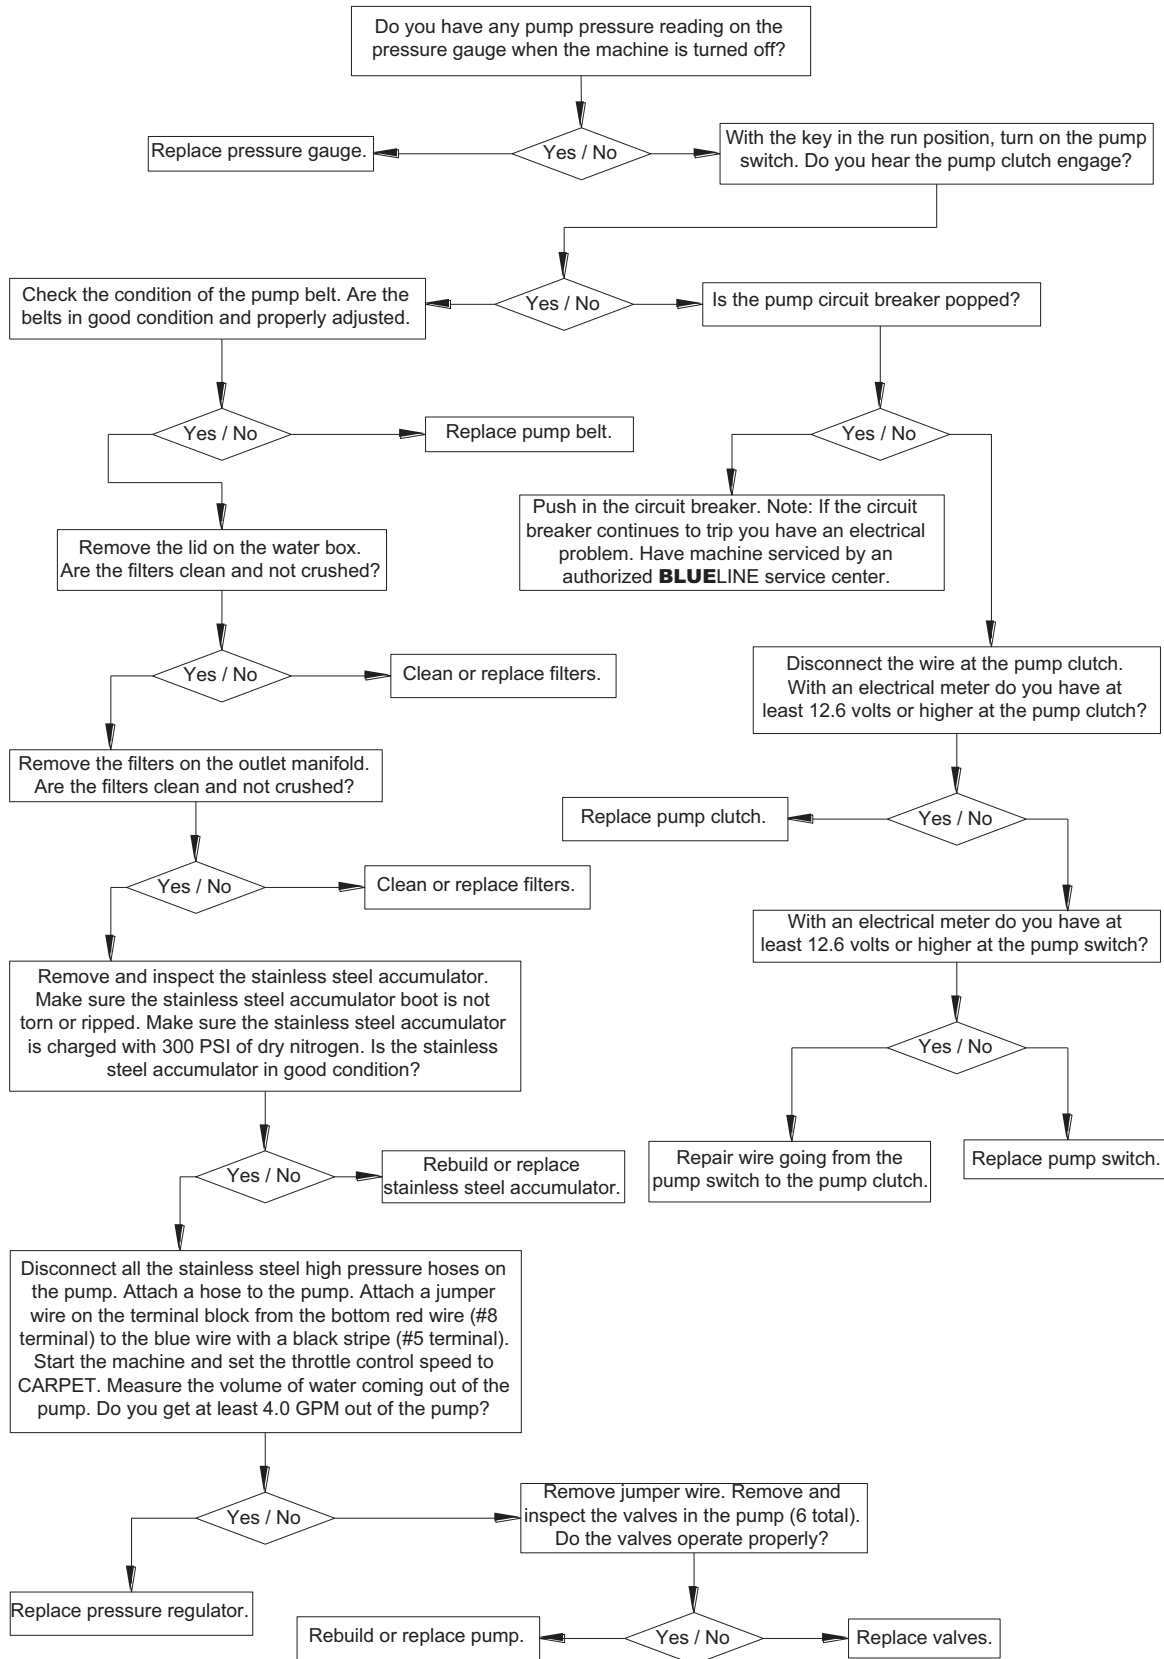 Do you have any pump pressure reading on the
pressure gauge when the machine is turned off?
Replace pressure gauge.
Yes / No
With the key in the run position, turn on the pump
switch. Do you hear the pump clutch engage?
Check the condition of the pump belt. Are the
belts in good condition and properly adjusted.
Yes / No
Is the pump circuit breaker popped?
Yes / No
Replace pump belt.
Yes / No
Push in the circuit breaker. Note: If the circuit
breaker continues to trip you have an electrical
problem. Have machine serviced by an
authorized BLUELINE service center.
Remove the lid on the water box.
Are the filters clean and not crushed?
Yes / No
Clean or replace filters.
Disconnect the wire at the pump clutch.
With an electrical meter do you have at
least 12.6 volts or higher at the pump clutch?
Remove the filters on the outlet manifold.
Are the filters clean and not crushed?
Replace pump clutch.
Yes / No
Yes / No
Clean or replace filters.
With an electrical meter do you have at
least 12.6 volts or higher at the pump switch?
Remove and inspect the stainless steel accumulator.
Make sure the stainless steel accumulator boot is not
torn or ripped. Make sure the stainless steel accumulator
is charged with 300 PSI of dry nitrogen. Is the stainless
steel accumulator in good condition?
Yes / No
Repair wire going from the
pump switch to the pump clutch.
Replace pump switch.
Yes / No
Rebuild or replace
stainless steel accumulator.
Disconnect all the stainless steel high pressure hoses on
the pump. Attach a hose to the pump. Attach a jumper
wire on the terminal block from the bottom red wire (#8
terminal) to the blue wire with a black stripe (#5 terminal).
Start the machine and set the throttle control speed to
CARPET. Measure the volume of water coming out of the
pump. Do you get at least 4.0 GPM out of the pump?
Yes / No
Remove jumper wire. Remove and
inspect the valves in the pump (6 total).
Do the valves operate properly?
Replace pressure regulator.
Rebuild or replace pump.
Yes / No
Replace valves.